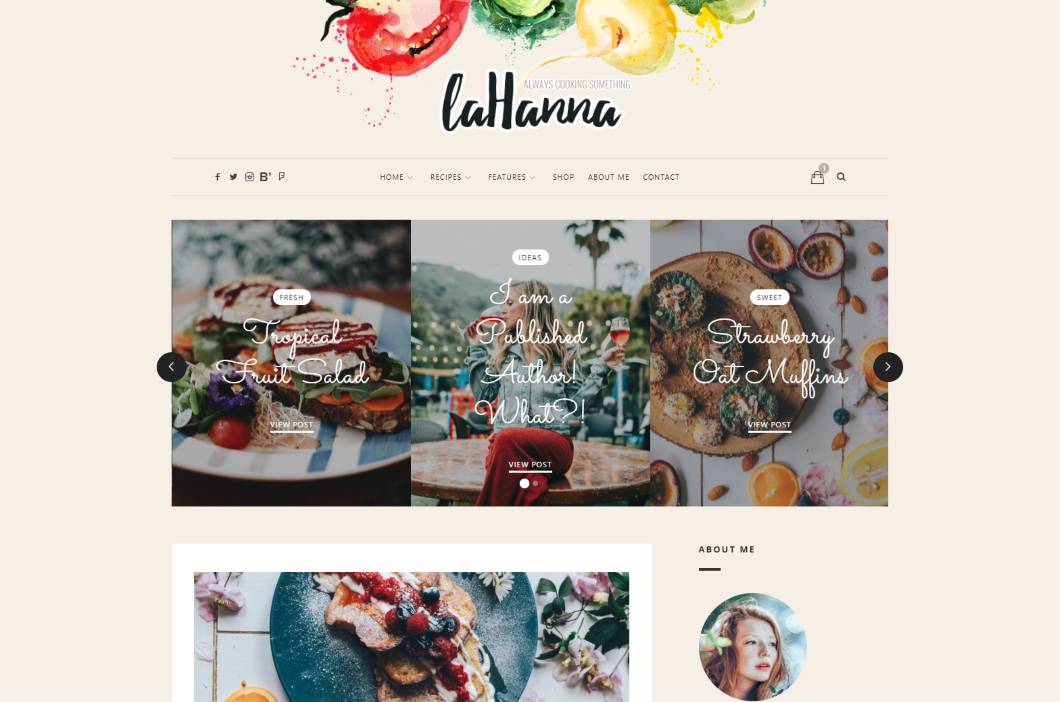 ALWAYS COOKING SOMETHING
laHanna
B'
HOME RECIPES FEATURES SHOP ABOUT ME CONTACT
1
FRESH
Tropical
Fruit Salad
VIEW POST
IDEAS
I am a
Published
Author!
What?!
VIEW POST
SWEET
Strawberry
Oat Muffins
VIEW POST
ABOUT ME